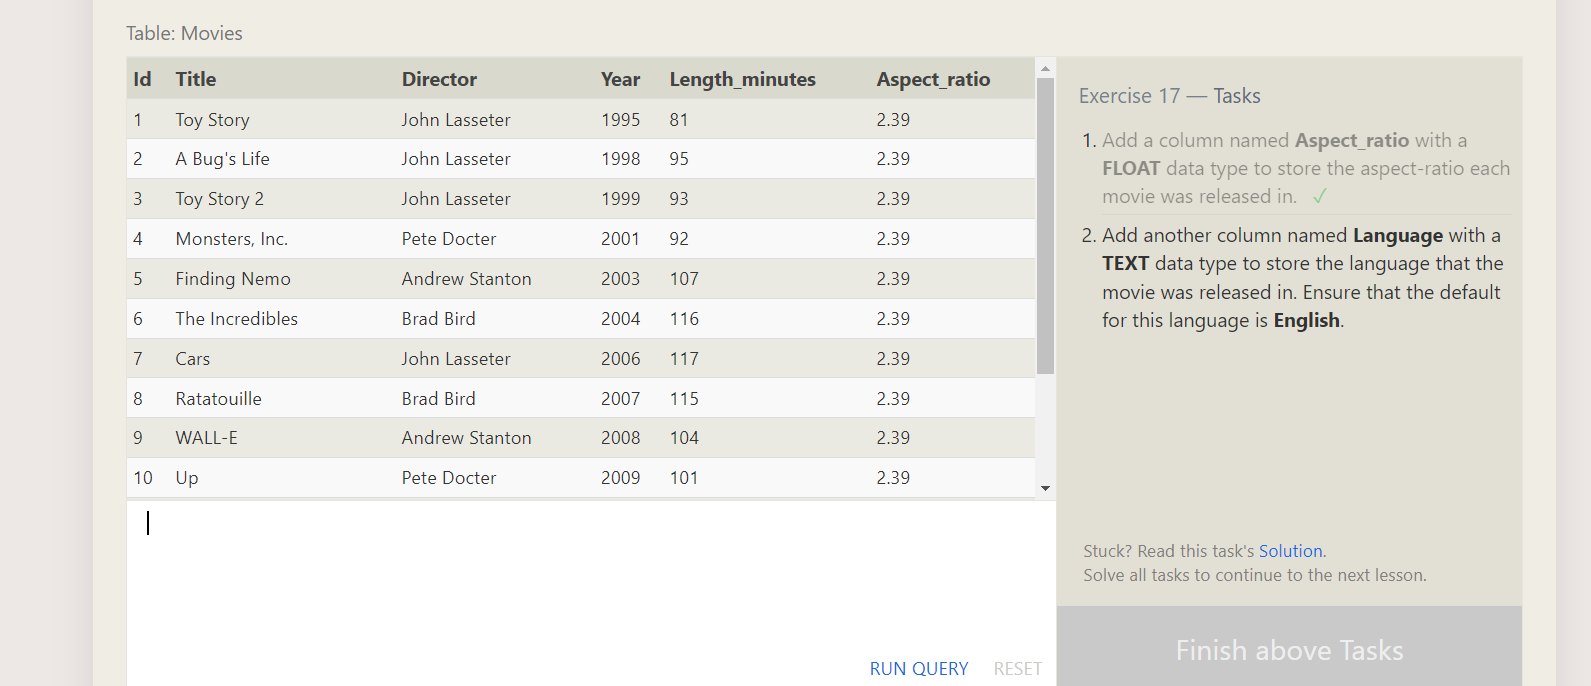 Table: Movies
Id Title Director Year Length_minutes Aspect_ratio
1 Toy Story John Lasseter 1995 81 2.39
2 A Bug's Life John Lasseter 1998 95 2.39
3 Toy Story 2 John Lasseter 1999 93 2.39
4 Monsters, Inc. Pete Docter 2001 92 2.39
5 Finding Nemo Andrew Stanton 2003 107 2.39
6 The Incredibles Brad Bird 2004 116 2.39
7 Cars John Lasseter 2006 117 2.39
8 Ratatouille Brad Bird 2007 115 2.39
9 WALL-E Andrew Stanton 2008 104 2.39
10 Up Pete Docter 2009 101 2.39
RUN QUERY RESET
Exercise 17 — Tasks
1. Add a column named Aspect_ratio with a
FLOAT data type to store the aspect-ratio each
movie was released in. ✓
2. Add another column named Language with a
TEXT data type to store the language that the
movie was released in. Ensure that the default
for this language is English.
Stuck? Read this task's Solution.
Solve all tasks to continue to the next lesson.
Finish above Tasks